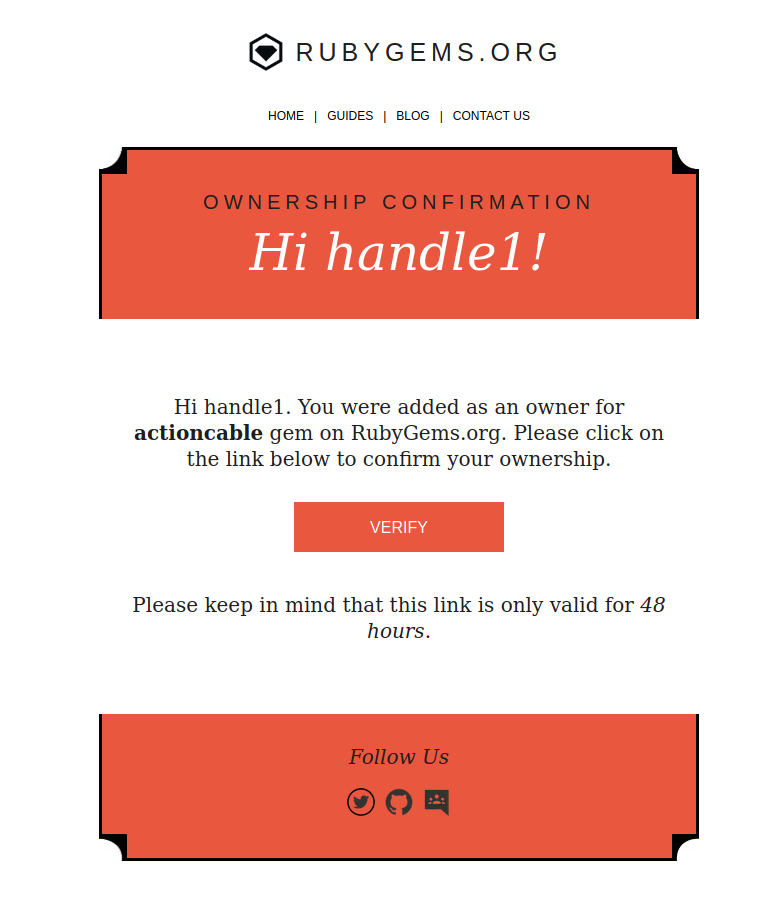 RUBYGEMS.ORG
HOME | GUIDES | BLOG | CONTACT US
OWNERSHIP CONFIRMATION
Hi handle1!
Hi handle1. You were added as an owner for
actioncable gem on RubyGems.org. Please click on
the link below to confirm your ownership.
VERIFY
Please keep in mind that this link is only valid for 48
hours.
Follow Us